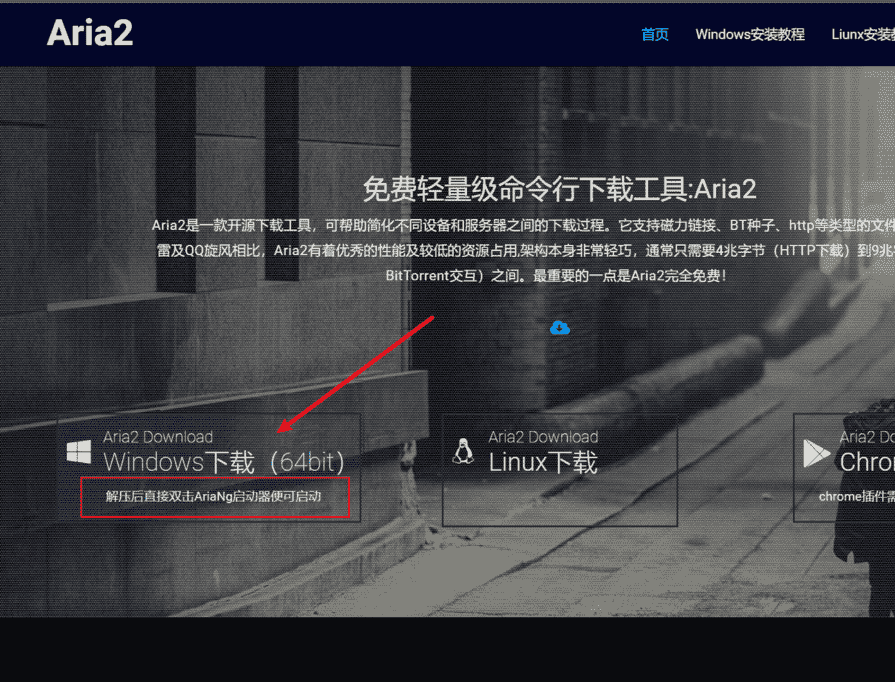 Aria2
首页 Windows安装教程 Liunx安装
免费轻量级命令行下载工具:Aria2
Aria2是一款开源下载工具，可帮助简化不同设备和服务器之间的下载过程。它支持磁力链接、BT种子、http等类型的文件
雷及QQ旋风相比，Aria2有着优秀的性能及较低的资源占用,架构本身非常轻巧，通常只需要4兆字节（HTTP下载）到9兆
BitTorrent交互）之间。最重要的一点是Aria2完全免费！
Aria2 Download
Windows下载（64bit）
解压后直接双击AriaNg启动器便可启动
Aria2 Download
Linux下载
Aria2 Do
Chro
chrome插件需